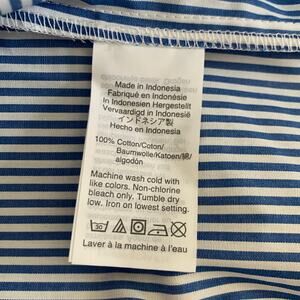 Made in Indonesia
Fabriqué en Indonésie
In Indonesien Hergestellt
Vervaardigd in Indonesië
インドネシア製
Hecho en Indonesia
100% Cotton/Coton/
Baumwolle/Katoen/綿/
algodón
Machine wash cold with
like colors. Non-chlorine
bleach only. Tumble dry
low. Iron on lowest setting.
30
Laver à la machine à l'eau